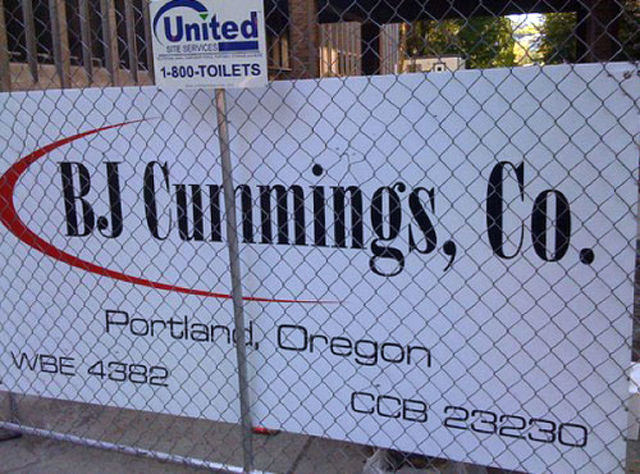 United
SITE SERVICES
1-800-TOILETS
BJ Cummings, Co.
Portland, Oregon
WBE 4382
CCB 23230